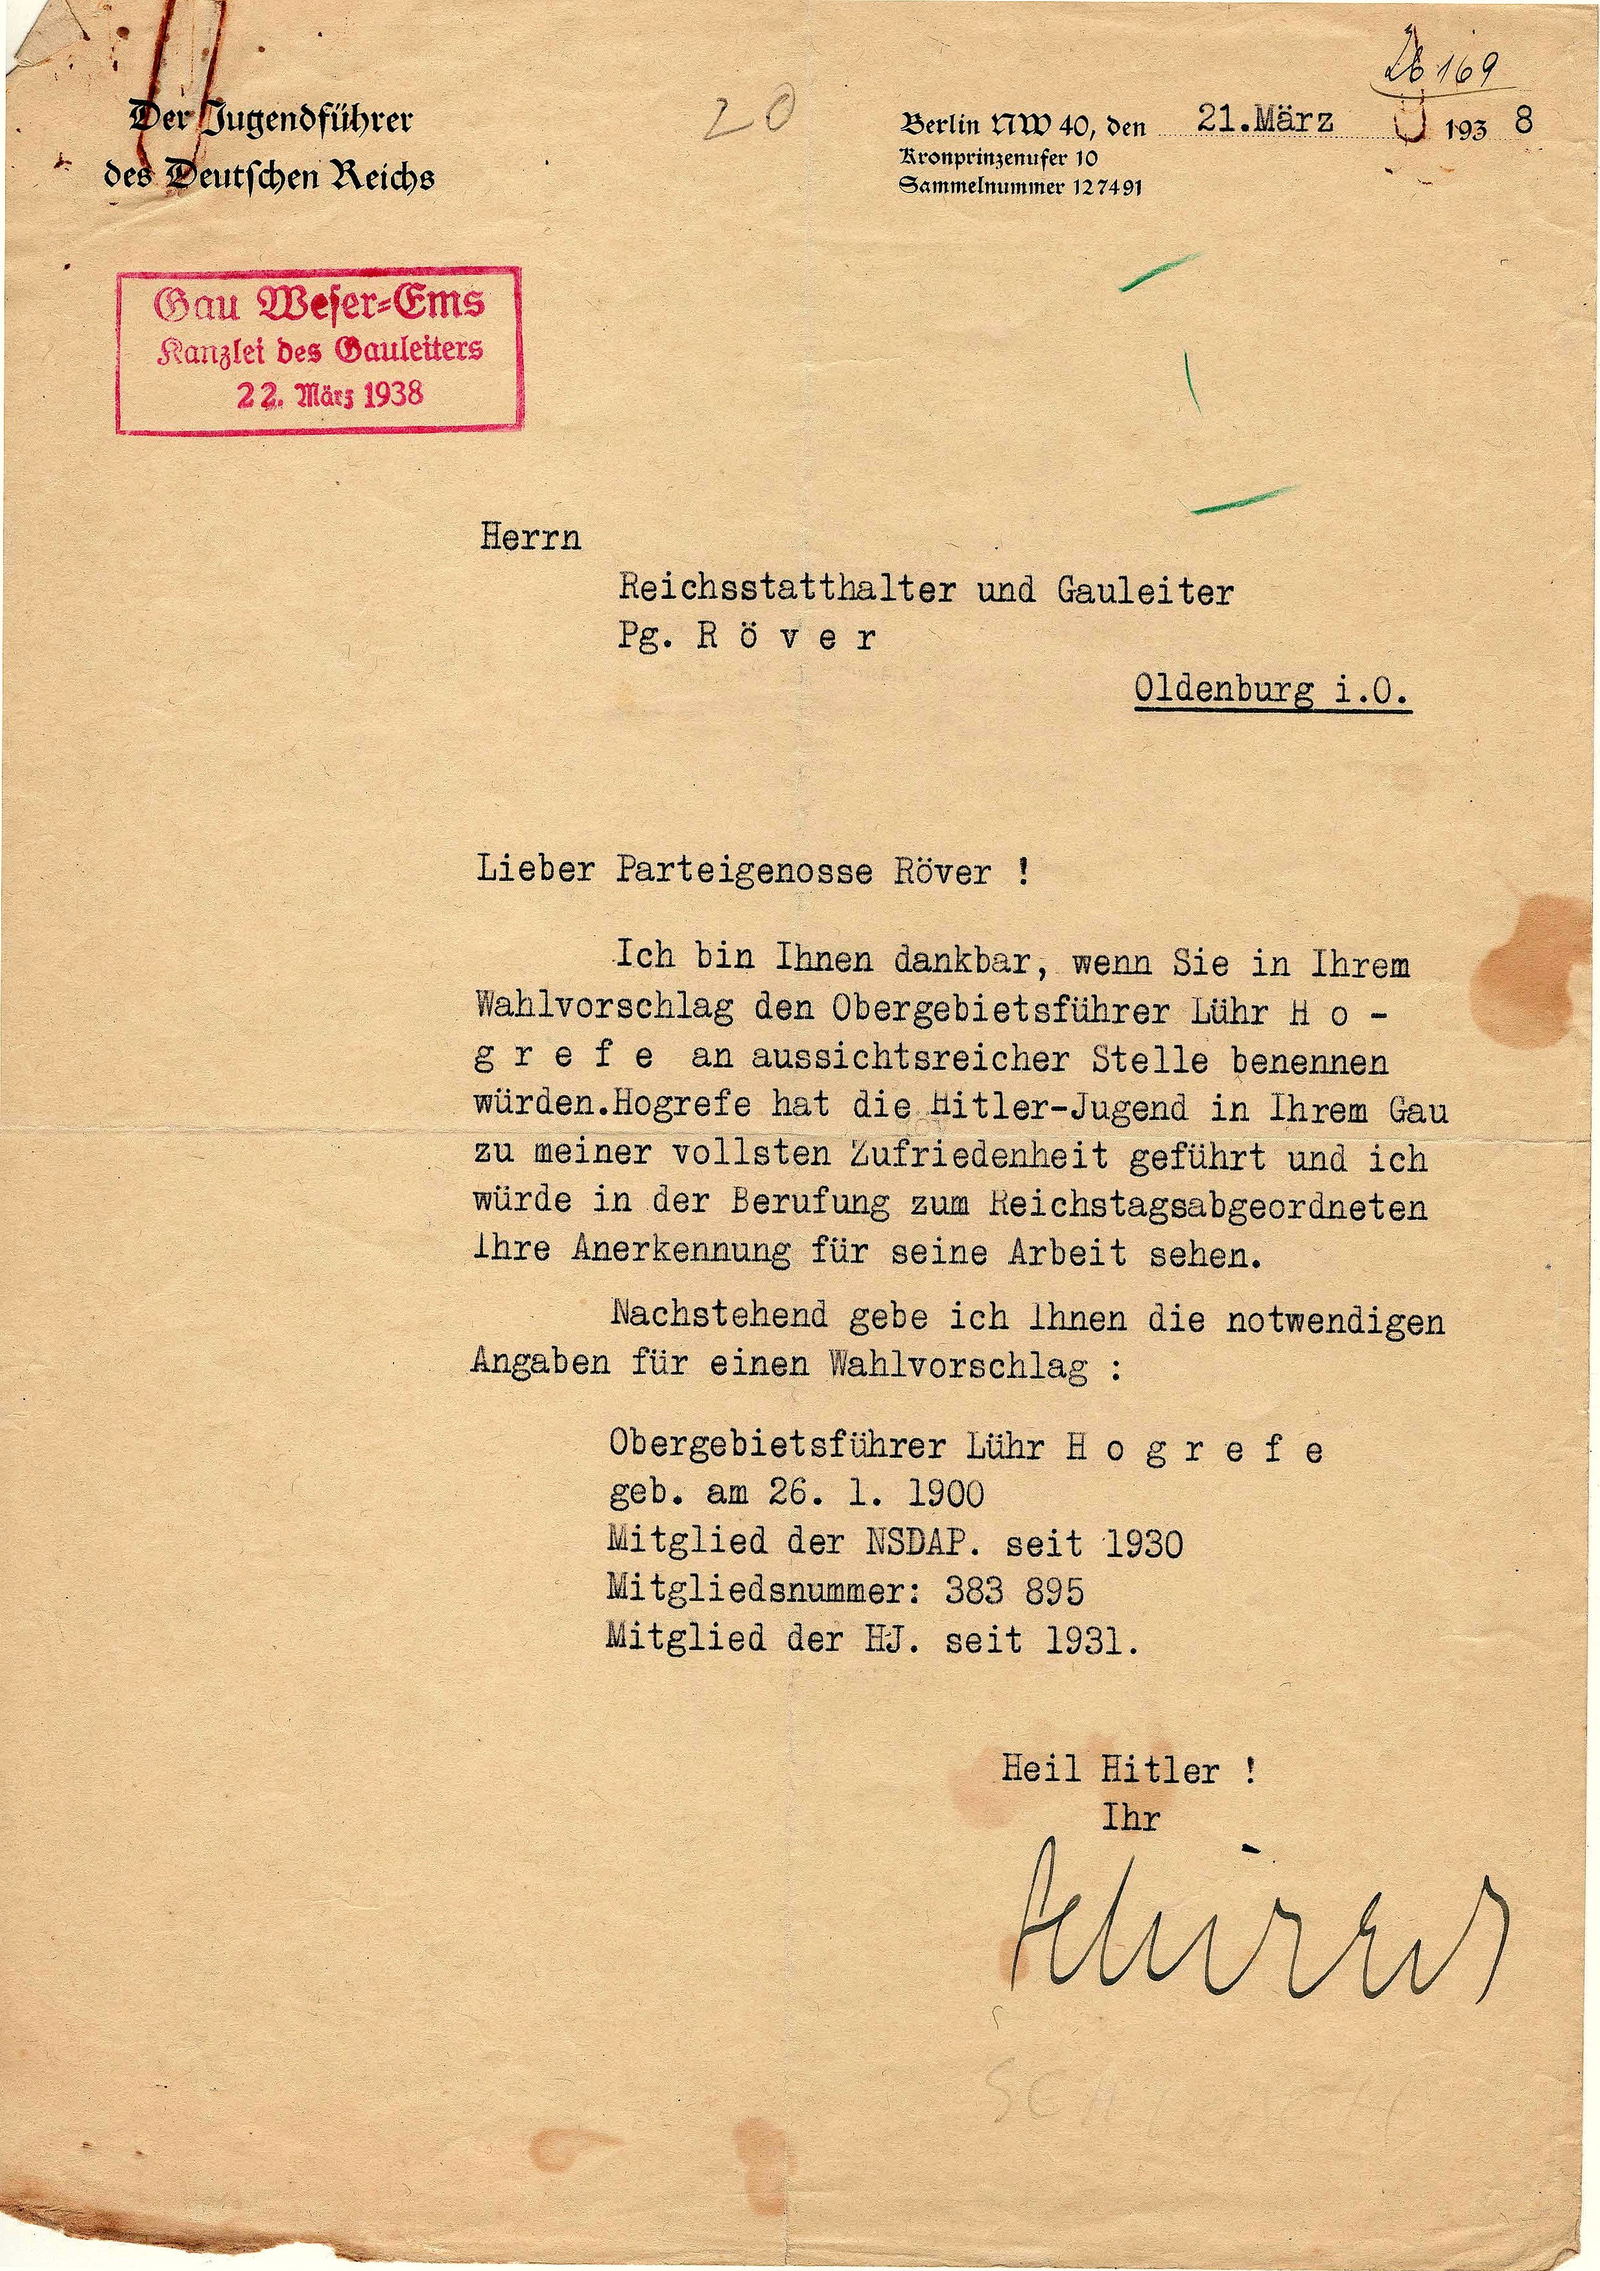 Der Jugendführer
des Deutschen Reichs
20
169
Berlin NW 40, den 21.März 1938
Kronprinzenufer 10
Sammelnummer 127491
Gau Weser-Ems
Kanzlei des Gauleiters
22. März 1938
Herrn
Reichsstatthalter und Gauleiter
Pg. R ö v e r
Oldenburg i.O.
Lieber Parteigenosse Röver !
Ich bin Ihnen dankbar, wenn Sie in Ihrem
Wahlvorschlag den Obergebietsführer Lühr H o -
g r e f e an aussichtsreicher Stelle benennen
würden.Hogrefe hat die Hitler-Jugend in Ihrem Gau
zu meiner vollsten Zufriedenheit geführt und ich
würde in der Berufung zum Reichstagsabgeordneten
Ihre Anerkennung für seine Arbeit sehen.
Nachstehend gebe ich Ihnen die notwendigen
Angaben für einen Wahlvorschlag :
Obergebietsführer Lühr H o g r e f e
geb. am 26. 1. 1900
Mitglied der NSDAP. seit 1930
Mitgliedsnummer: 383 895
Mitglied der HJ. seit 1931.
Heil Hitler !
Ihr
Schirach
SCHIRACH